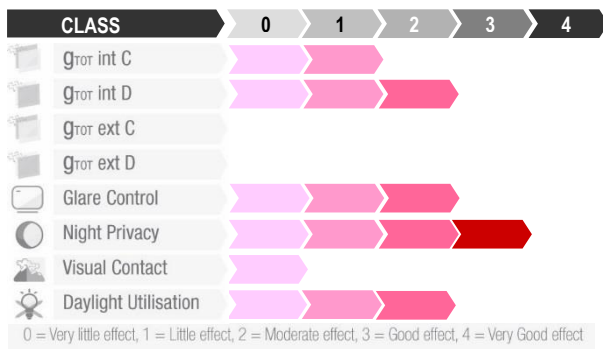 CLASS 0 1 2 3 4
gTOT int C
gTOT int D
gTOT ext C
gTOT ext D
Glare Control
Night Privacy
Visual Contact
Daylight Utilisation
0 = Very little effect, 1 = Little effect, 2 = Moderate effect, 3 = Good effect, 4 = Very Good effect